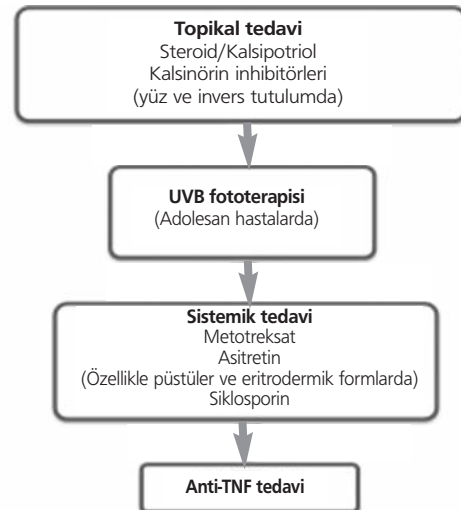 Topikal tedavi
Steroid/Kalsipotriol
Kalsinörin inhibitörleri
(yüz ve invers tutulumda)
UVB fototerapisi
(Adolesan hastalarda)
Sistemik tedavi
Metotreksat
Asitretin
(Özellikle püstüler ve eritrodermik formlarda)
Siklosporin
Anti-TNF tedavi